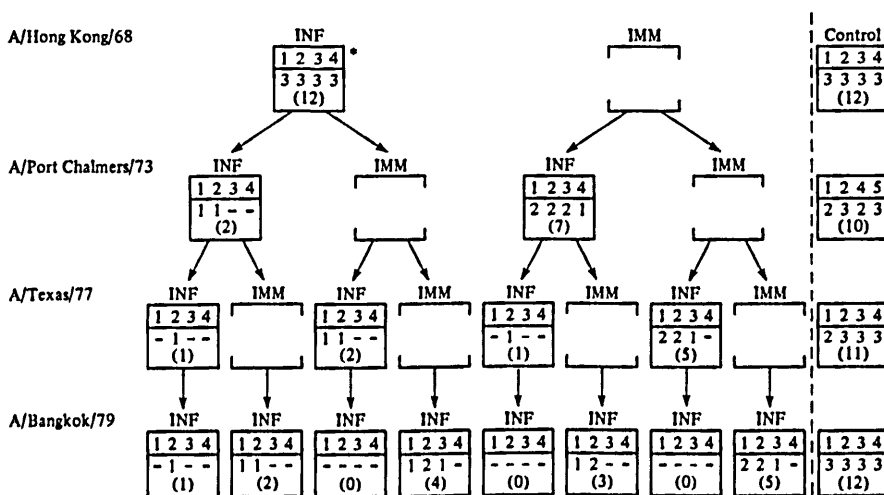 A/Hong Kong/68 INF IMM Control
1 2 3 4 * 1 2 3 4
3 3 3 3 3 3 3 3
(12) (12)
A/Port Chalmers/73 INF IMM INF IMM
1 2 3 4 1 2 3 4 1 2 4 5
1 1 – – 2 2 2 1 2 3 2 3
(2) (7) (10)
A/Texas/77 INF IMM INF IMM INF IMM INF IMM
1 2 3 4 1 2 3 4 1 2 3 4 1 2 3 4 1 2 3 4
– 1 – – 1 1 – – – 1 – – 2 2 1 – 2 3 3 3
(1) (2) (1) (5) (11)
A/Bangkok/79 INF INF INF INF INF INF INF INF
1 2 3 4 1 2 3 4 1 2 3 4 1 2 3 4 1 2 3 4 1 2 3 4 1 2 3 4 1 2 3 4 1 2 3 4
– 1 – – 1 1 – – – – – – 1 2 1 – – – – – 1 2 – – – – – – 2 2 1 – 3 3 3 3
(1) (2) (0) (4) (0) (3) (0) (5) (12)